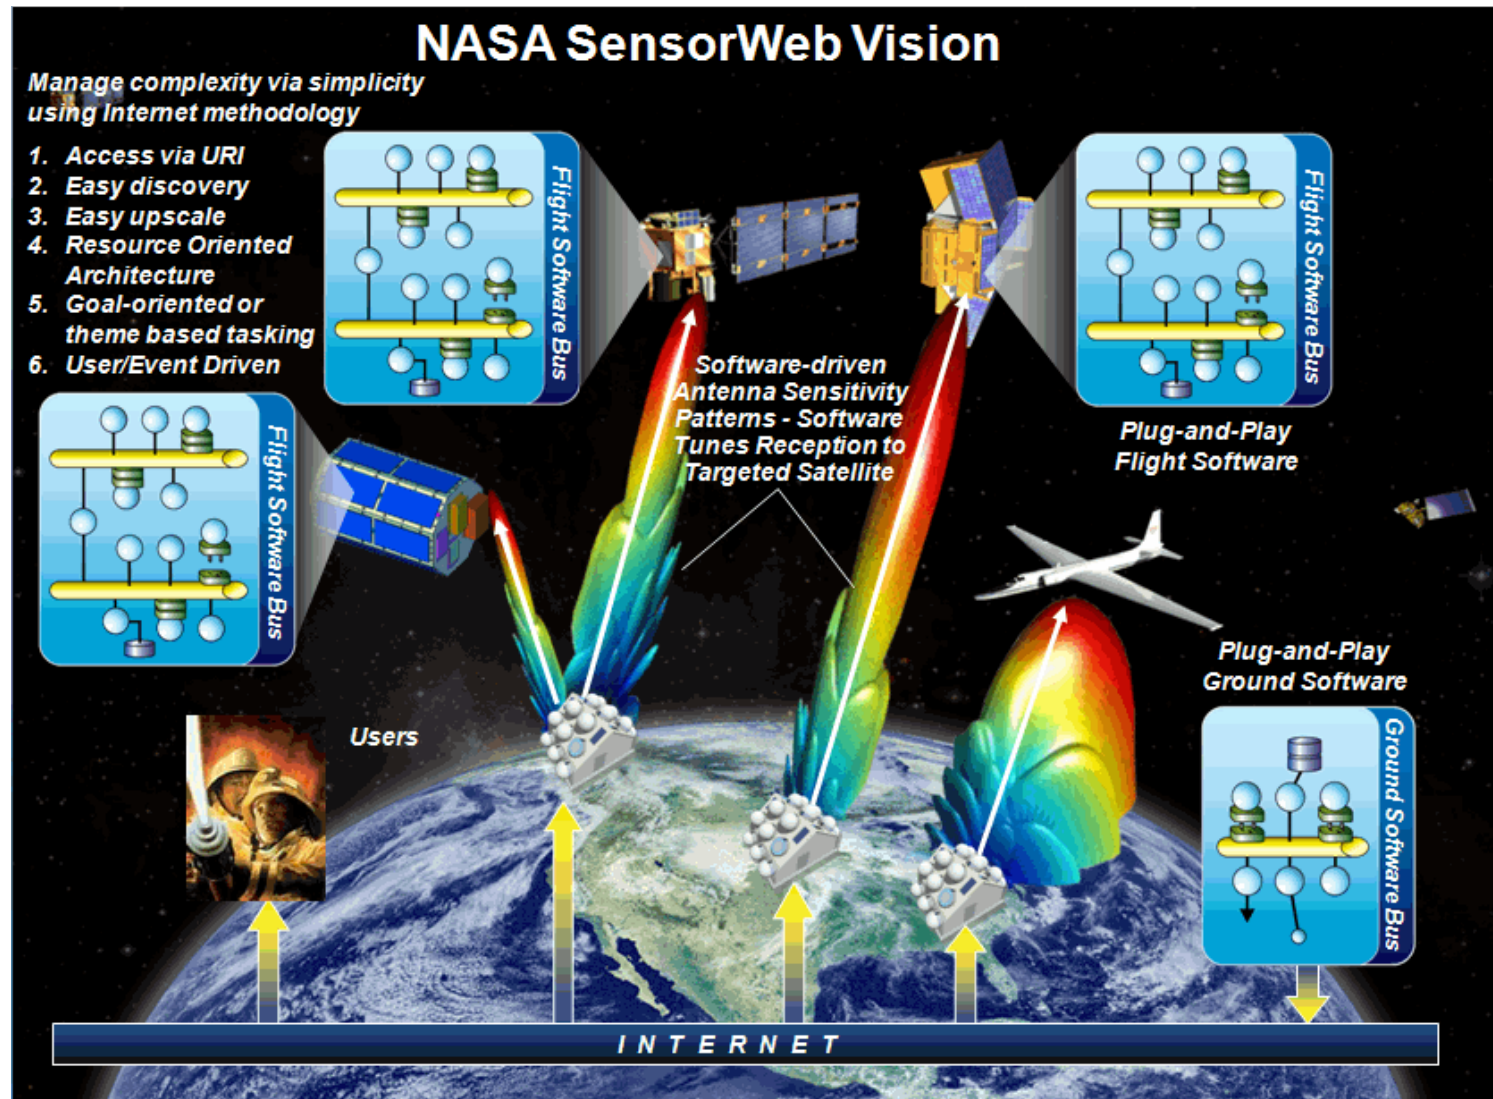 NASA SensorWeb Vision
Manage complexity via simplicity
using Internet methodology
1. Access via URI
2. Easy discovery
3. Easy upscale
4. Resource Oriented
Architecture
5. Goal-oriented or
theme based tasking
6. User/Event Driven
Flight Software Bus
Flight Software Bus
Flight Software Bus
Software-driven
Antenna Sensitivity
Patterns - Software
Tunes Reception to
Targeted Satellite
Plug-and-Play
Flight Software
Plug-and-Play
Ground Software
Ground Software Bus
Users
INTERNET